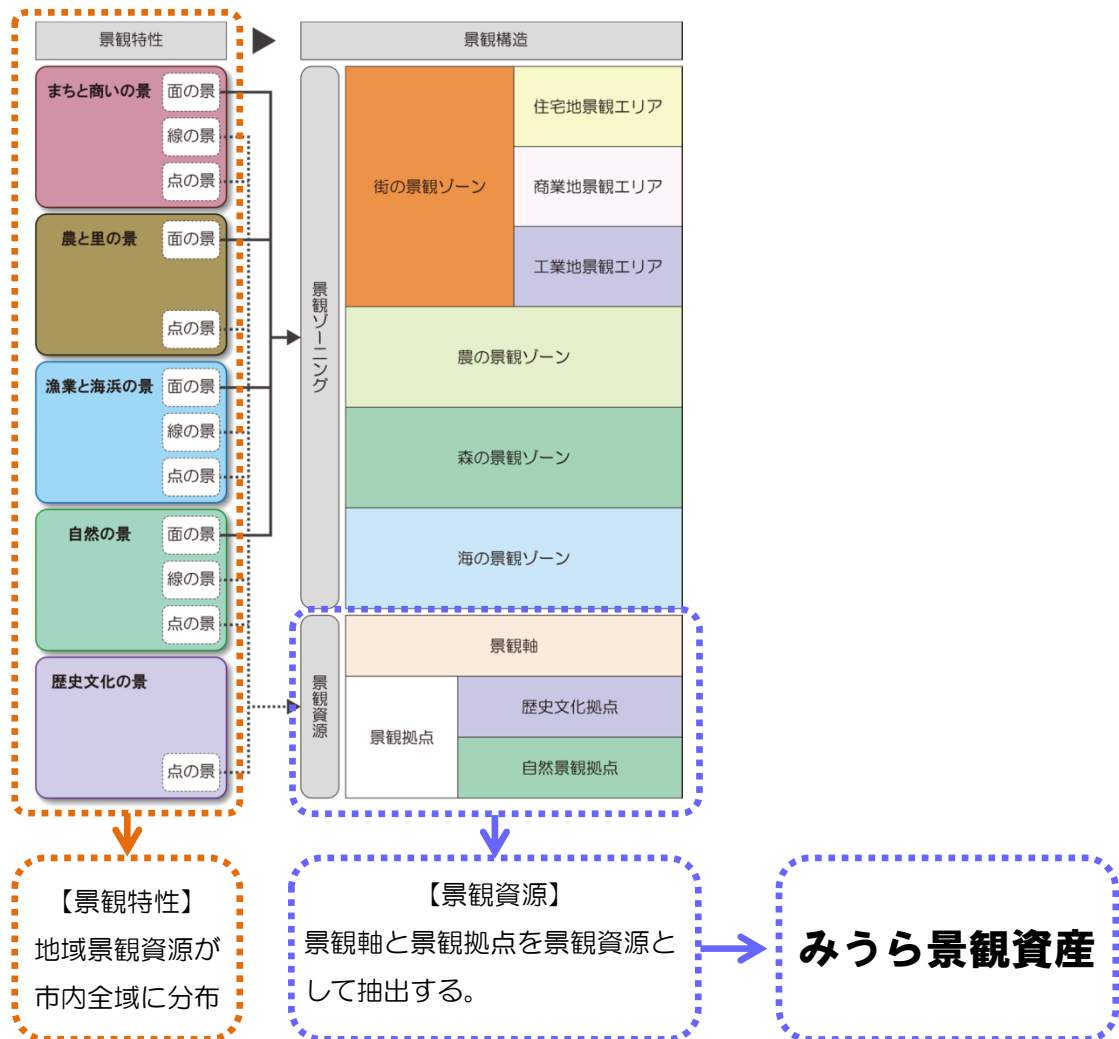 景観特性
景観構造
まちと商いの景
面の景
線の景
点の景
農と里の景
面の景
点の景
漁業と海浜の景
面の景
線の景
点の景
自然の景
面の景
線の景
点の景
歴史文化の景
点の景
景観ゾーニング
街の景観ゾーン
住宅地景観エリア
商業地景観エリア
工業地景観エリア
農の景観ゾーン
森の景観ゾーン
海の景観ゾーン
景観資源
景観軸
景観拠点
歴史文化拠点
自然景観拠点
【景観特性】
地域景観資源が
市内全域に分布
【景観資源】
景観軸と景観拠点を景観資源と
して抽出する。
みうら景観資産